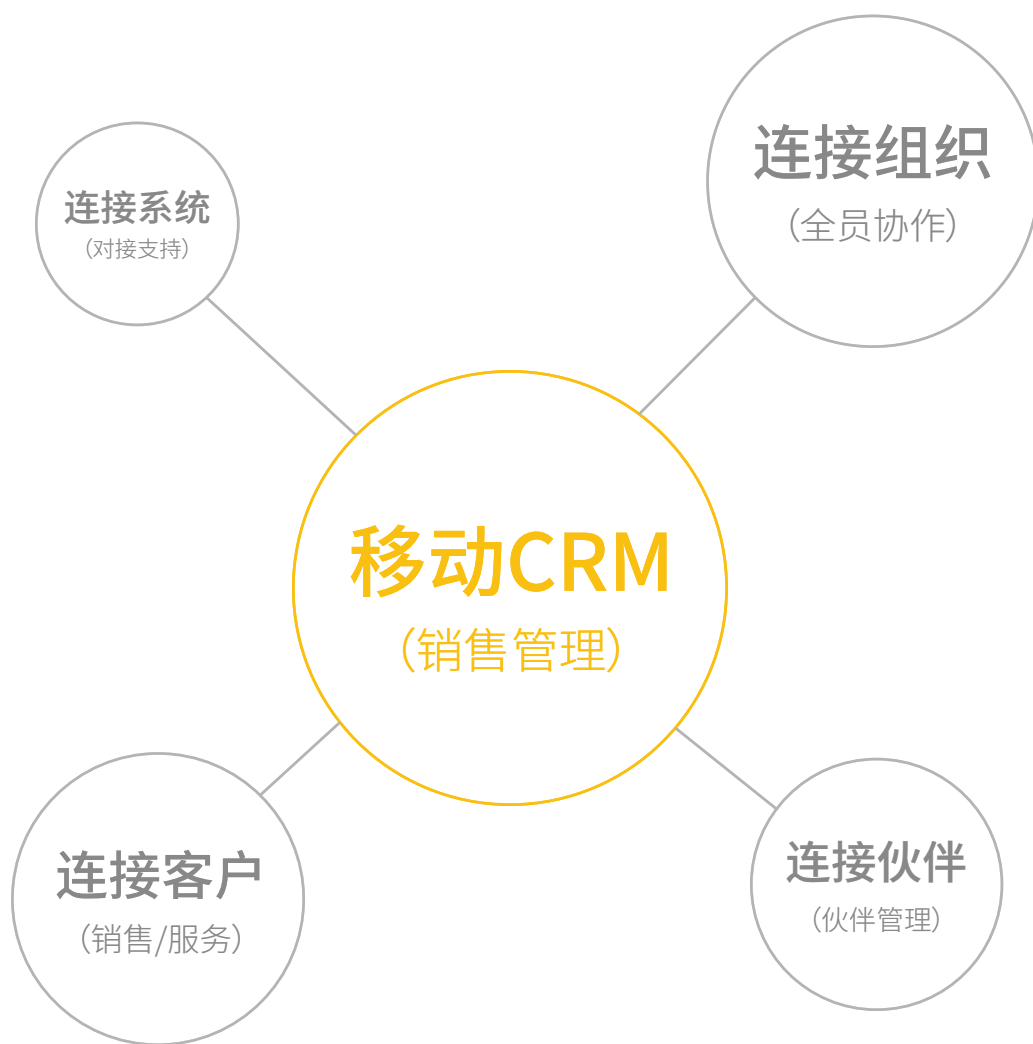 连接组织
（全员协作）
连接系统
（对接支持）
移动CRM
（销售管理）
连接客户
（销售/服务）
连接伙伴
（伙伴管理）